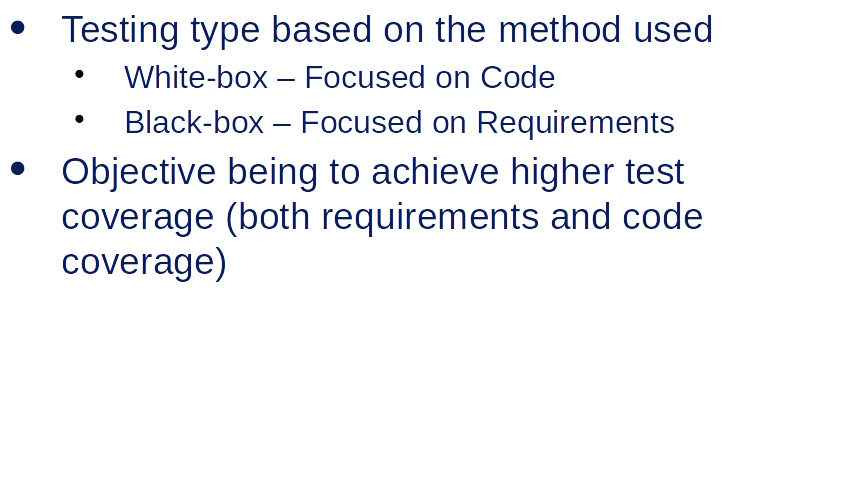 • Testing type based on the method used
• White-box – Focused on Code
• Black-box – Focused on Requirements
• Objective being to achieve higher test
coverage (both requirements and code
coverage)